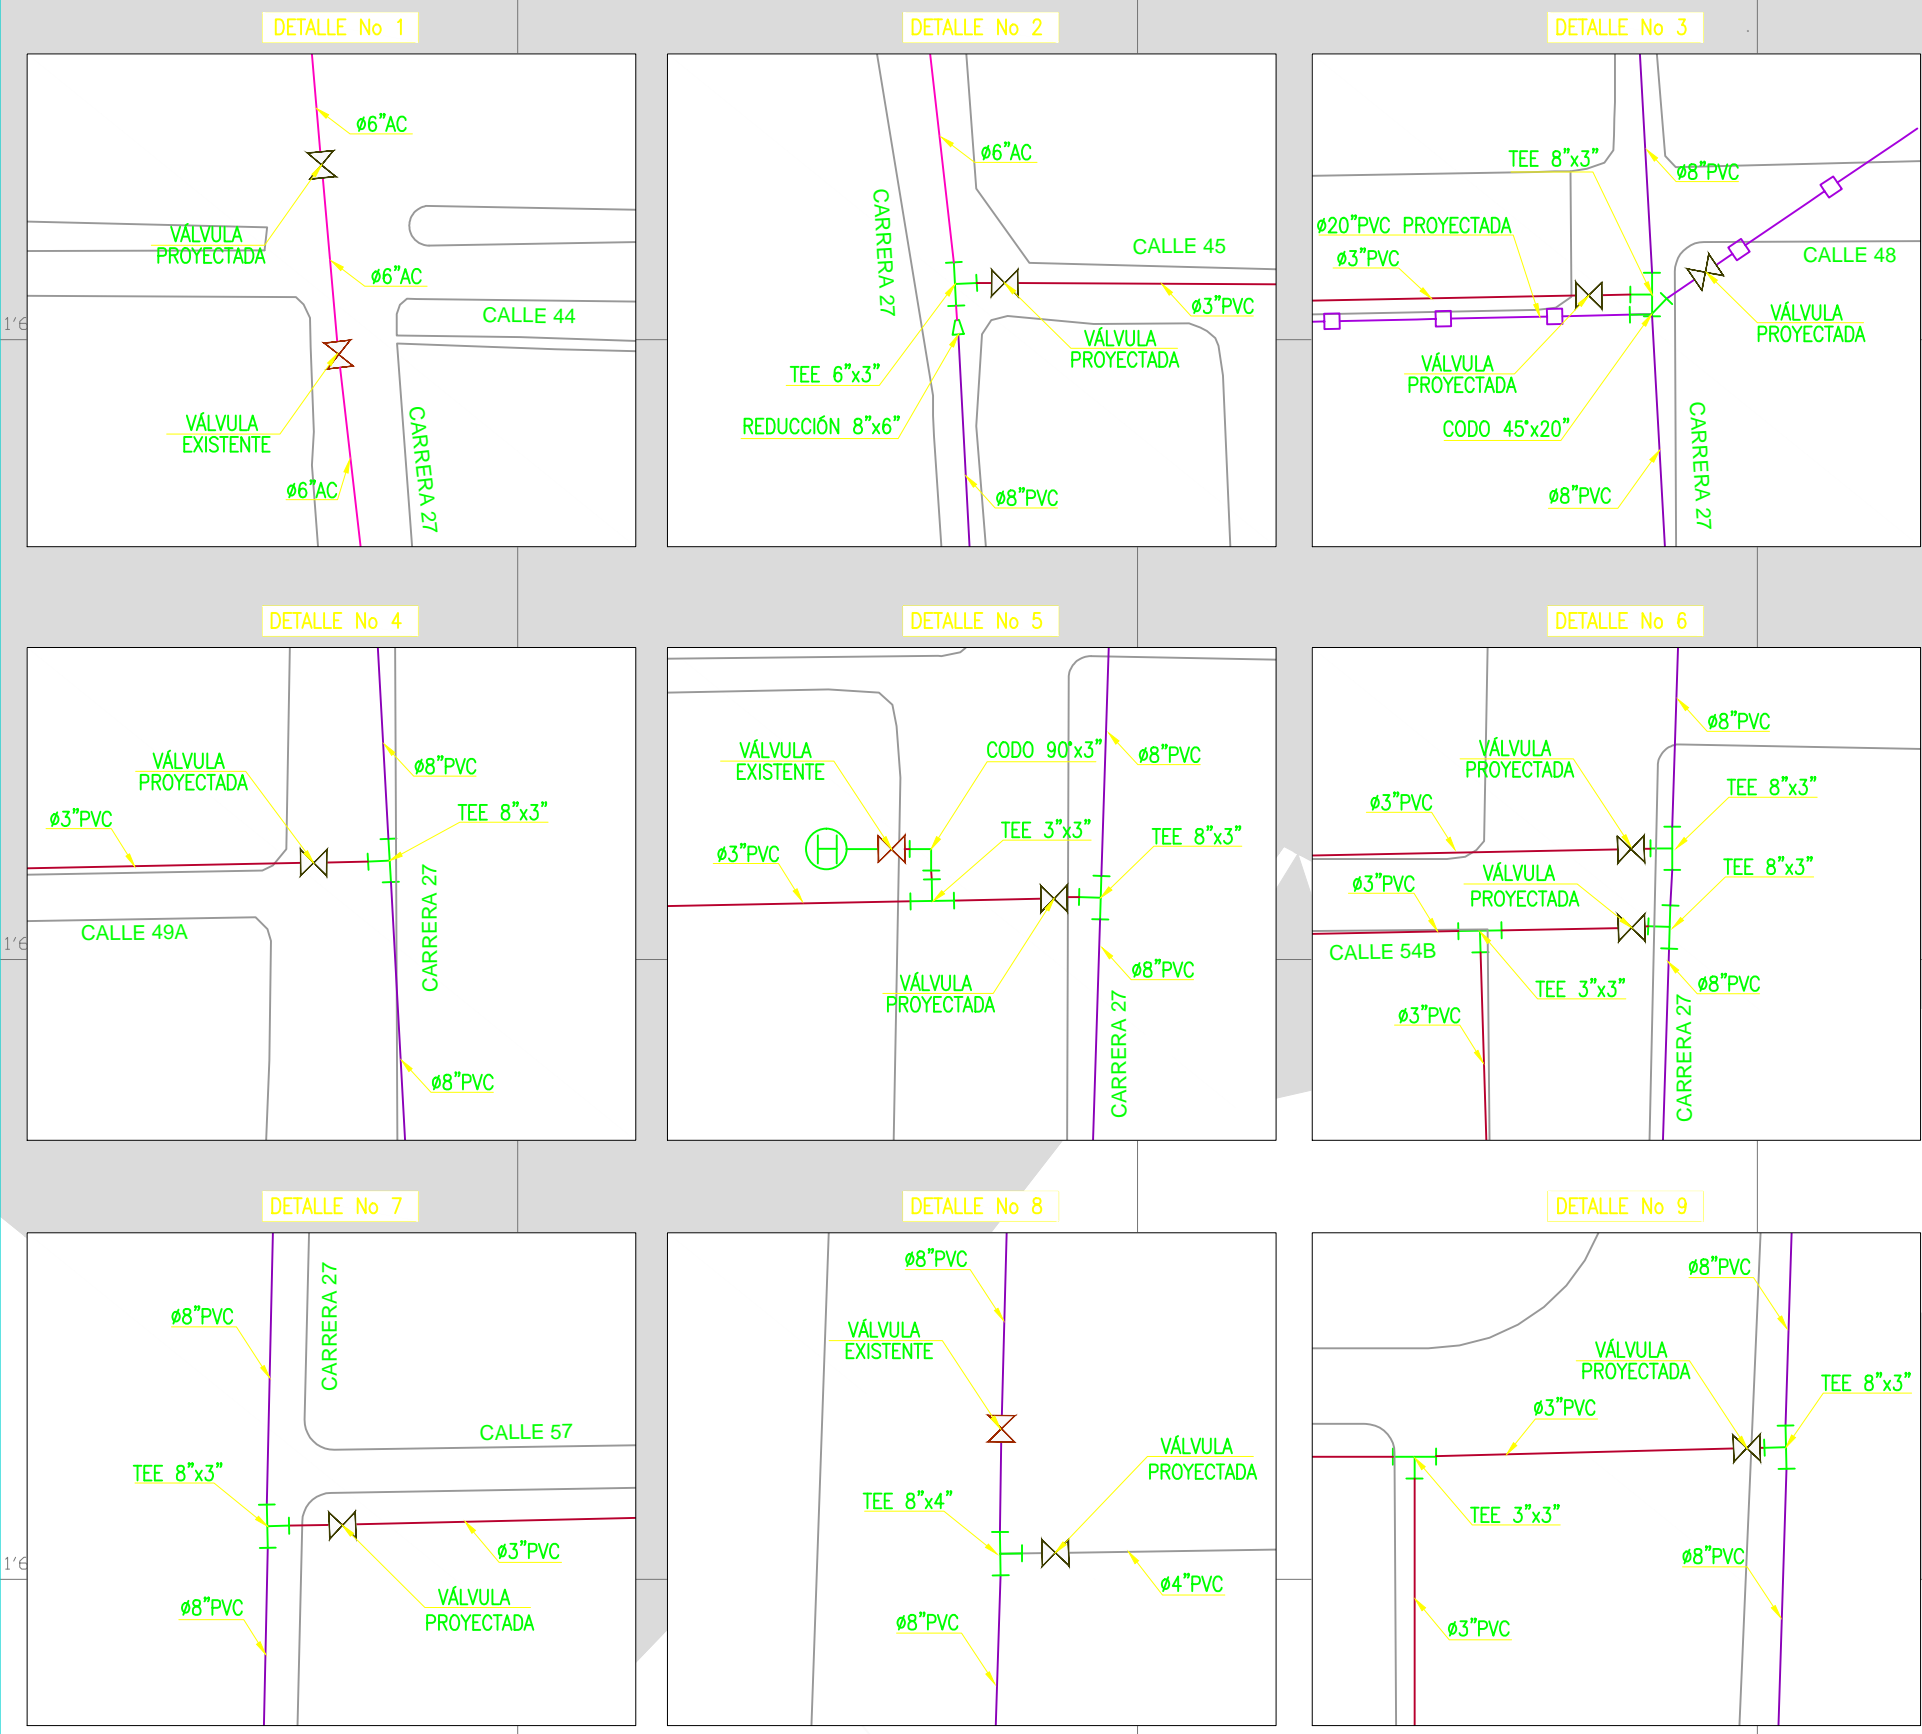 DETALLE No 1
ø6"AC
VÁLVULA
PROYECTADA
ø6"AC
CALLE 44
VÁLVULA
EXISTENTE
CARRERA 27
ø6"AC
DETALLE No 2
ø6"AC
CARRERA 27
CALLE 45
ø3"PVC
VÁLVULA
PROYECTADA
TEE 6"x3"
REDUCCIÓN 8"x6"
ø8"PVC
DETALLE No 3
TEE 8"x3"
ø8"PVC
ø20"PVC PROYECTADA
ø3"PVC
CALLE 48
VÁLVULA
PROYECTADA
VÁLVULA
PROYECTADA
CODO 45°x20"
CARRERA 27
ø8"PVC
1'6
DETALLE No 4
VÁLVULA
PROYECTADA
ø8"PVC
ø3"PVC
TEE 8"x3"
CALLE 49A
CARRERA 27
ø8"PVC
DETALLE No 5
VÁLVULA
EXISTENTE
CODO 90°x3"
ø8"PVC
TEE 3"x3"
TEE 8"x3"
ø3"PVC
H
VÁLVULA
PROYECTADA
ø8"PVC
CARRERA 27
DETALLE No 6
ø8"PVC
VÁLVULA
PROYECTADA
TEE 8"x3"
ø3"PVC
VÁLVULA
PROYECTADA
TEE 8"x3"
ø3"PVC
CALLE 54B
TEE 3"x3"
ø8"PVC
ø3"PVC
CARRERA 27
1'6
DETALLE No 7
CARRERA 27
ø8"PVC
CALLE 57
TEE 8"x3"
ø3"PVC
VÁLVULA
PROYECTADA
ø8"PVC
DETALLE No 8
ø8"PVC
VÁLVULA
EXISTENTE
VÁLVULA
PROYECTADA
TEE 8"x4"
ø4"PVC
ø8"PVC
DETALLE No 9
ø8"PVC
VÁLVULA
PROYECTADA
TEE 8"x3"
ø3"PVC
TEE 3"x3"
ø8"PVC
ø3"PVC
1'6